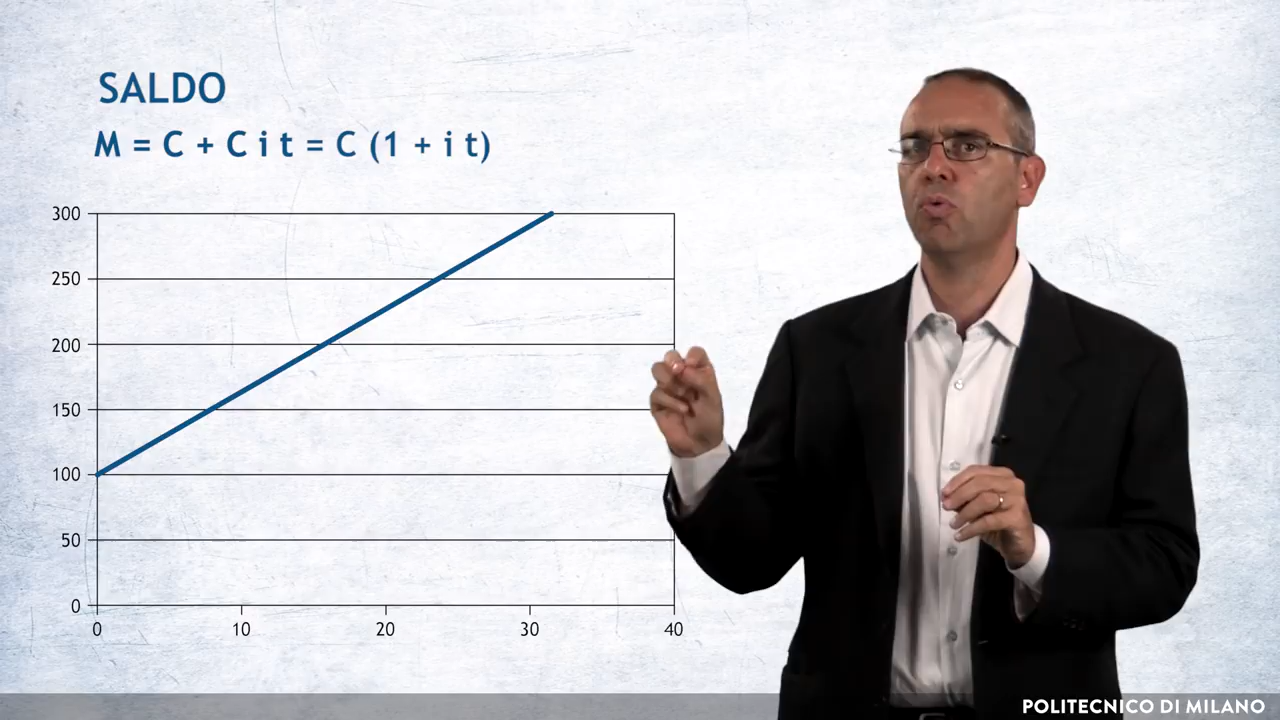 SALDO
M = C + C i t = C (1 + i t)
300
250
200
150
100
50
0
0 10 20 30 40
POLITECNICO DI MILANO